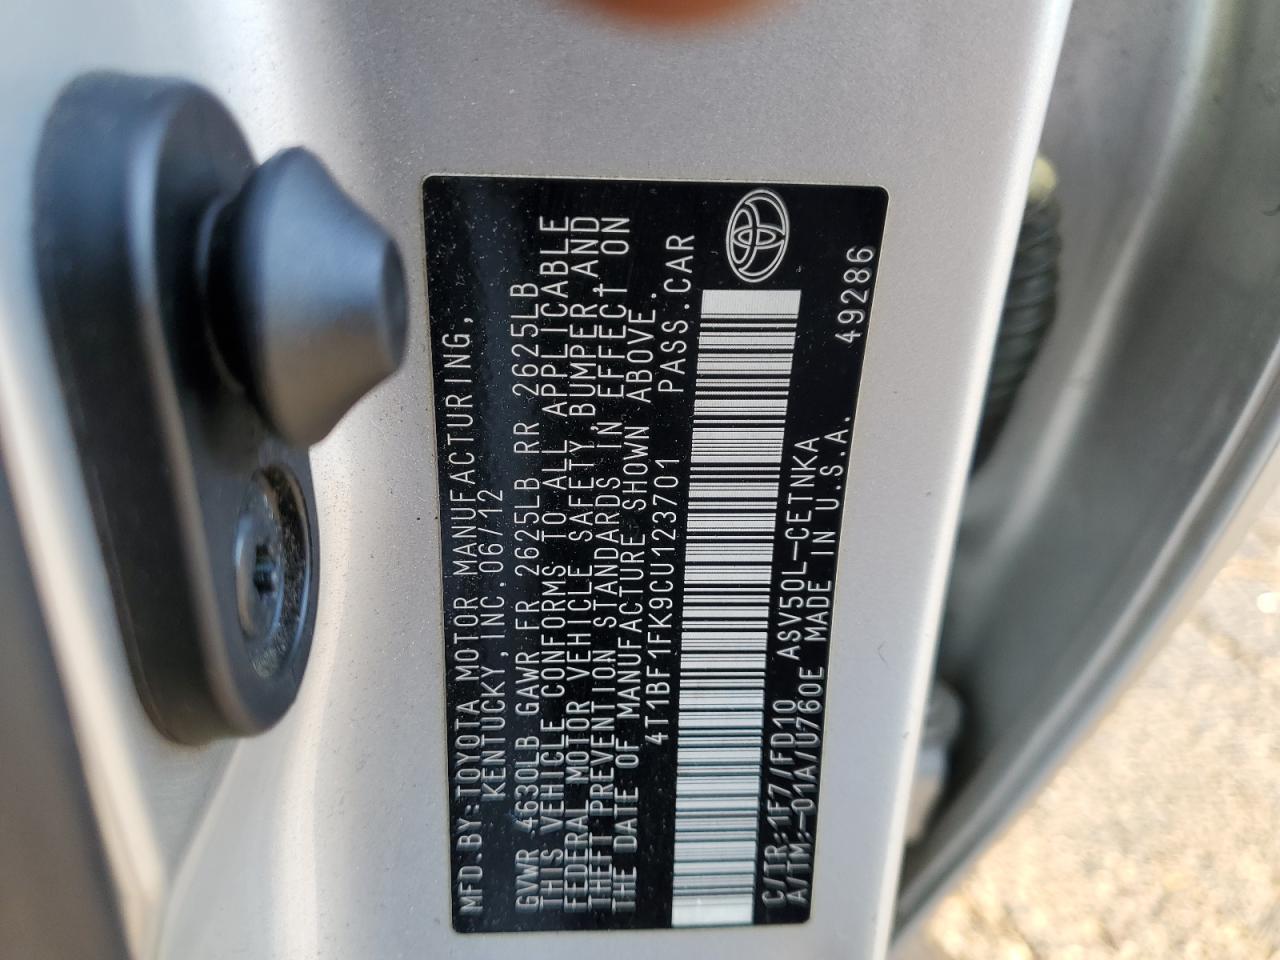 MFD.BY:TOYOTA MOTOR MANUFACTURING,
KENTUCKY,INC.06/12
GVWR 4630LB GAWR FR 2625LB RR 2625LB
THIS VEHICLE CONFORMS TO ALL APPLICABLE
FEDERAL MOTOR VEHICLE SAFETY,BUMPER,AND
THEFT PREVENTION STANDARDS IN EFFECT ON
THE DATE OF MANUFACTURE SHOWN ABOVE.
4T1BF1FK9CU123701 PASS.CAR
C/TR:1F7/FD10 ASV50L-CETNKA
A/TM:-01A/U760E MADE IN U.S.A. 49286